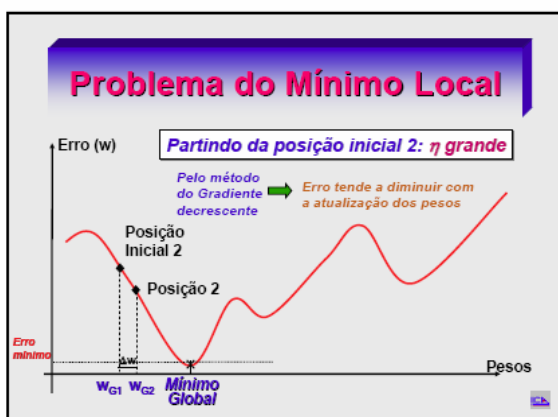 Problema do Mínimo Local
Erro (w)
Partindo da posição inicial 2: η grande
Pelo método
do Gradiente
decrescente
Erro tende a diminuir com
a atualização dos pesos
Posição
Inicial 2
Posição 2
Erro
mínimo
Δw
Pesos
wG1 wG2
Mínimo
Global